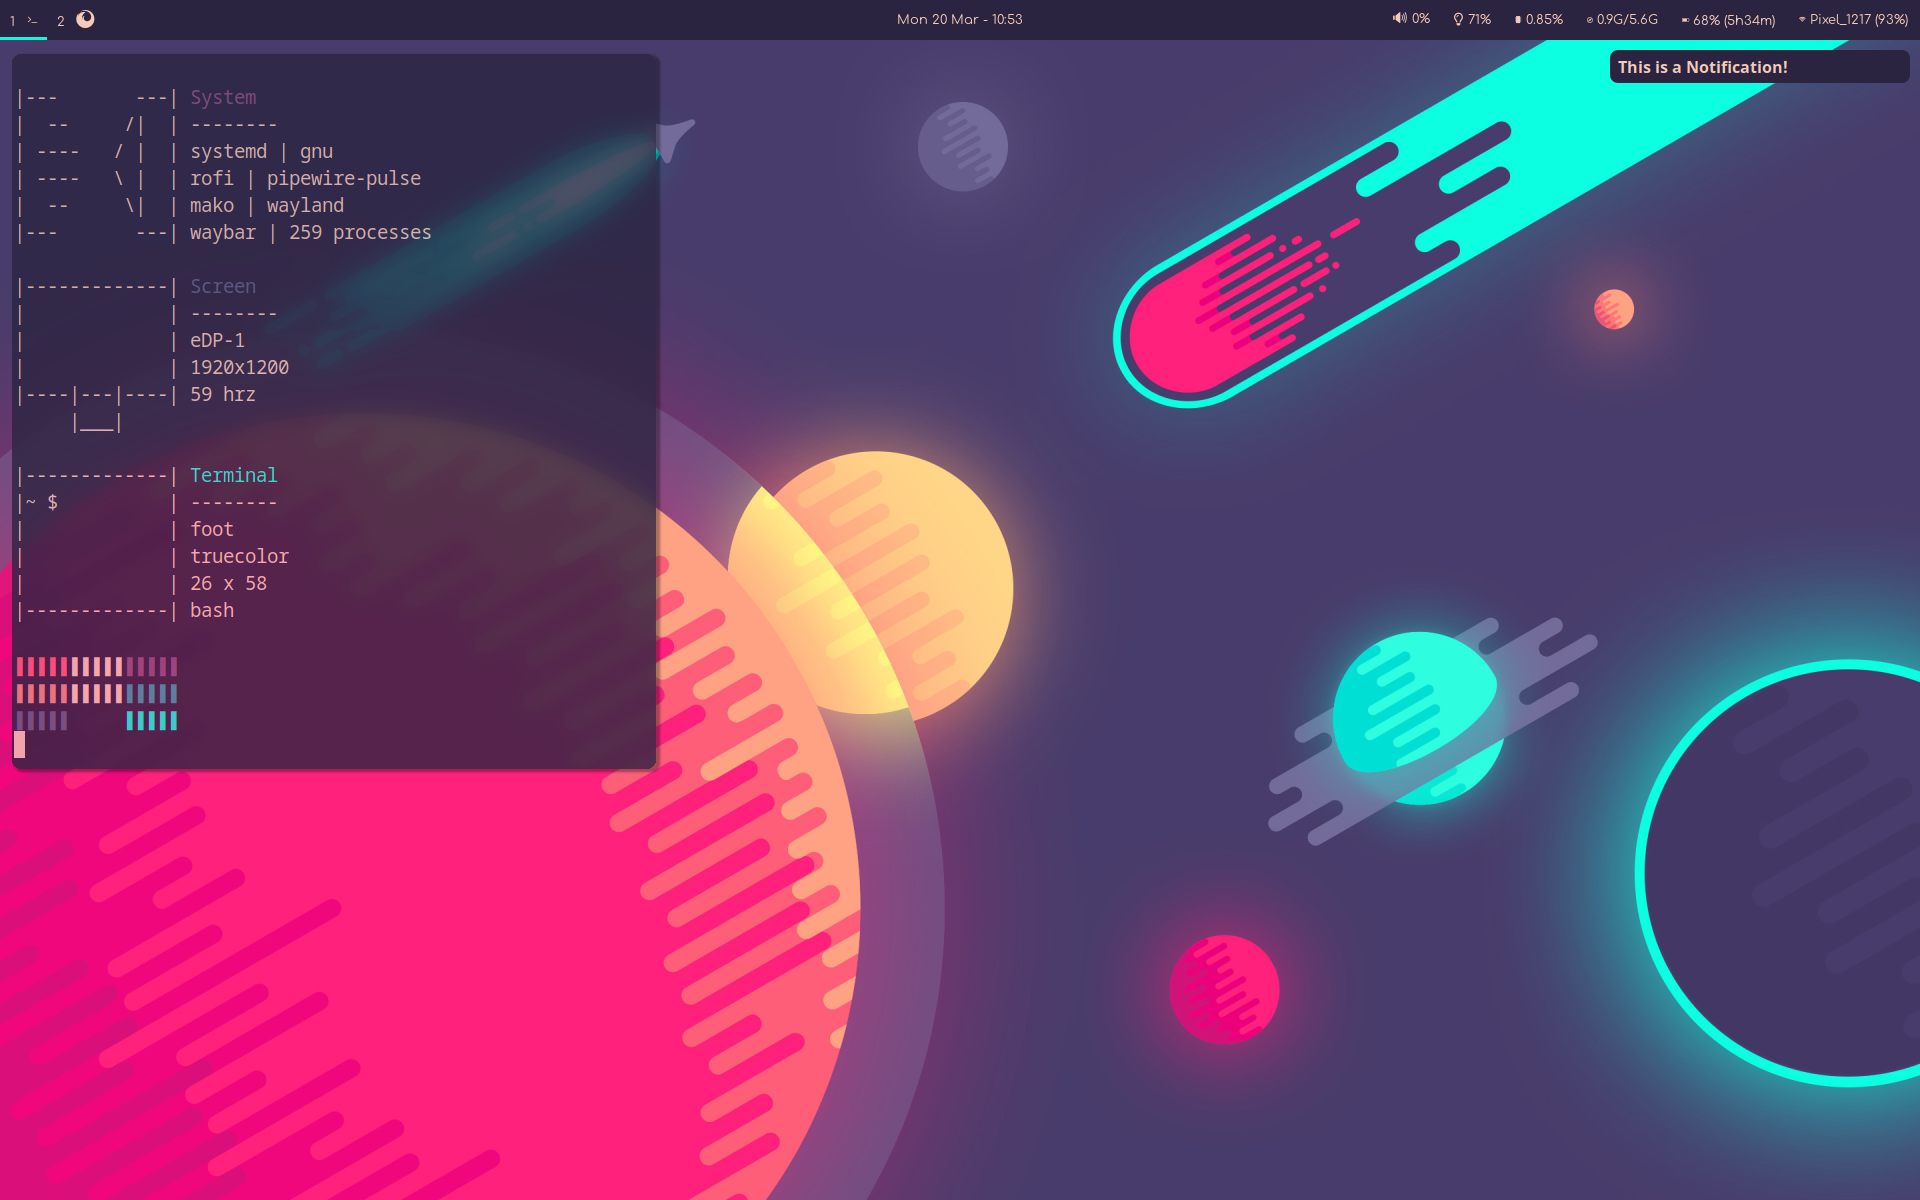 1 >_ 2
Mon 20 Mar - 10:53
0% 71% 0.85% 0.9G/5.6G 68% (5h34m) Pixel_1217 (93%)
This is a Notification!
|---       ---| System
|  --     /|  | --------
| ----   / |  | systemd | gnu
| ----   \ |  | rofi | pipewire-pulse
|  --     \|  | mako | wayland
|---       ---| waybar | 259 processes
|-------------| Screen
|             | --------
|             | eDP-1
|             | 1920x1200
|----|---|----| 59 hrz
     |___|
|-------------| Terminal
|~ $          | --------
|             | foot
|             | truecolor
|             | 26 x 58
|-------------| bash